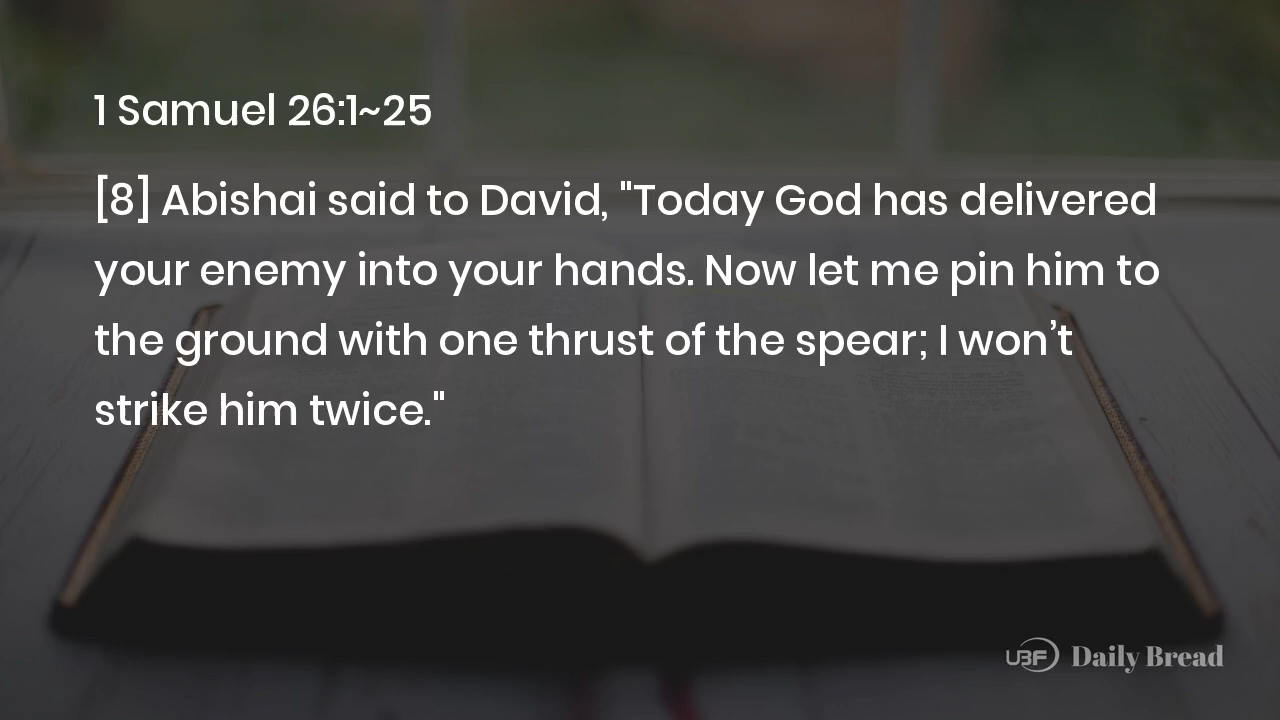 1 Samuel 26:1~25
[8] Abishai said to David, "Today God has delivered
your enemy into your hands. Now let me pin him to
the ground with one thrust of the spear; I won’t
strike him twice."
UBF Daily Bread